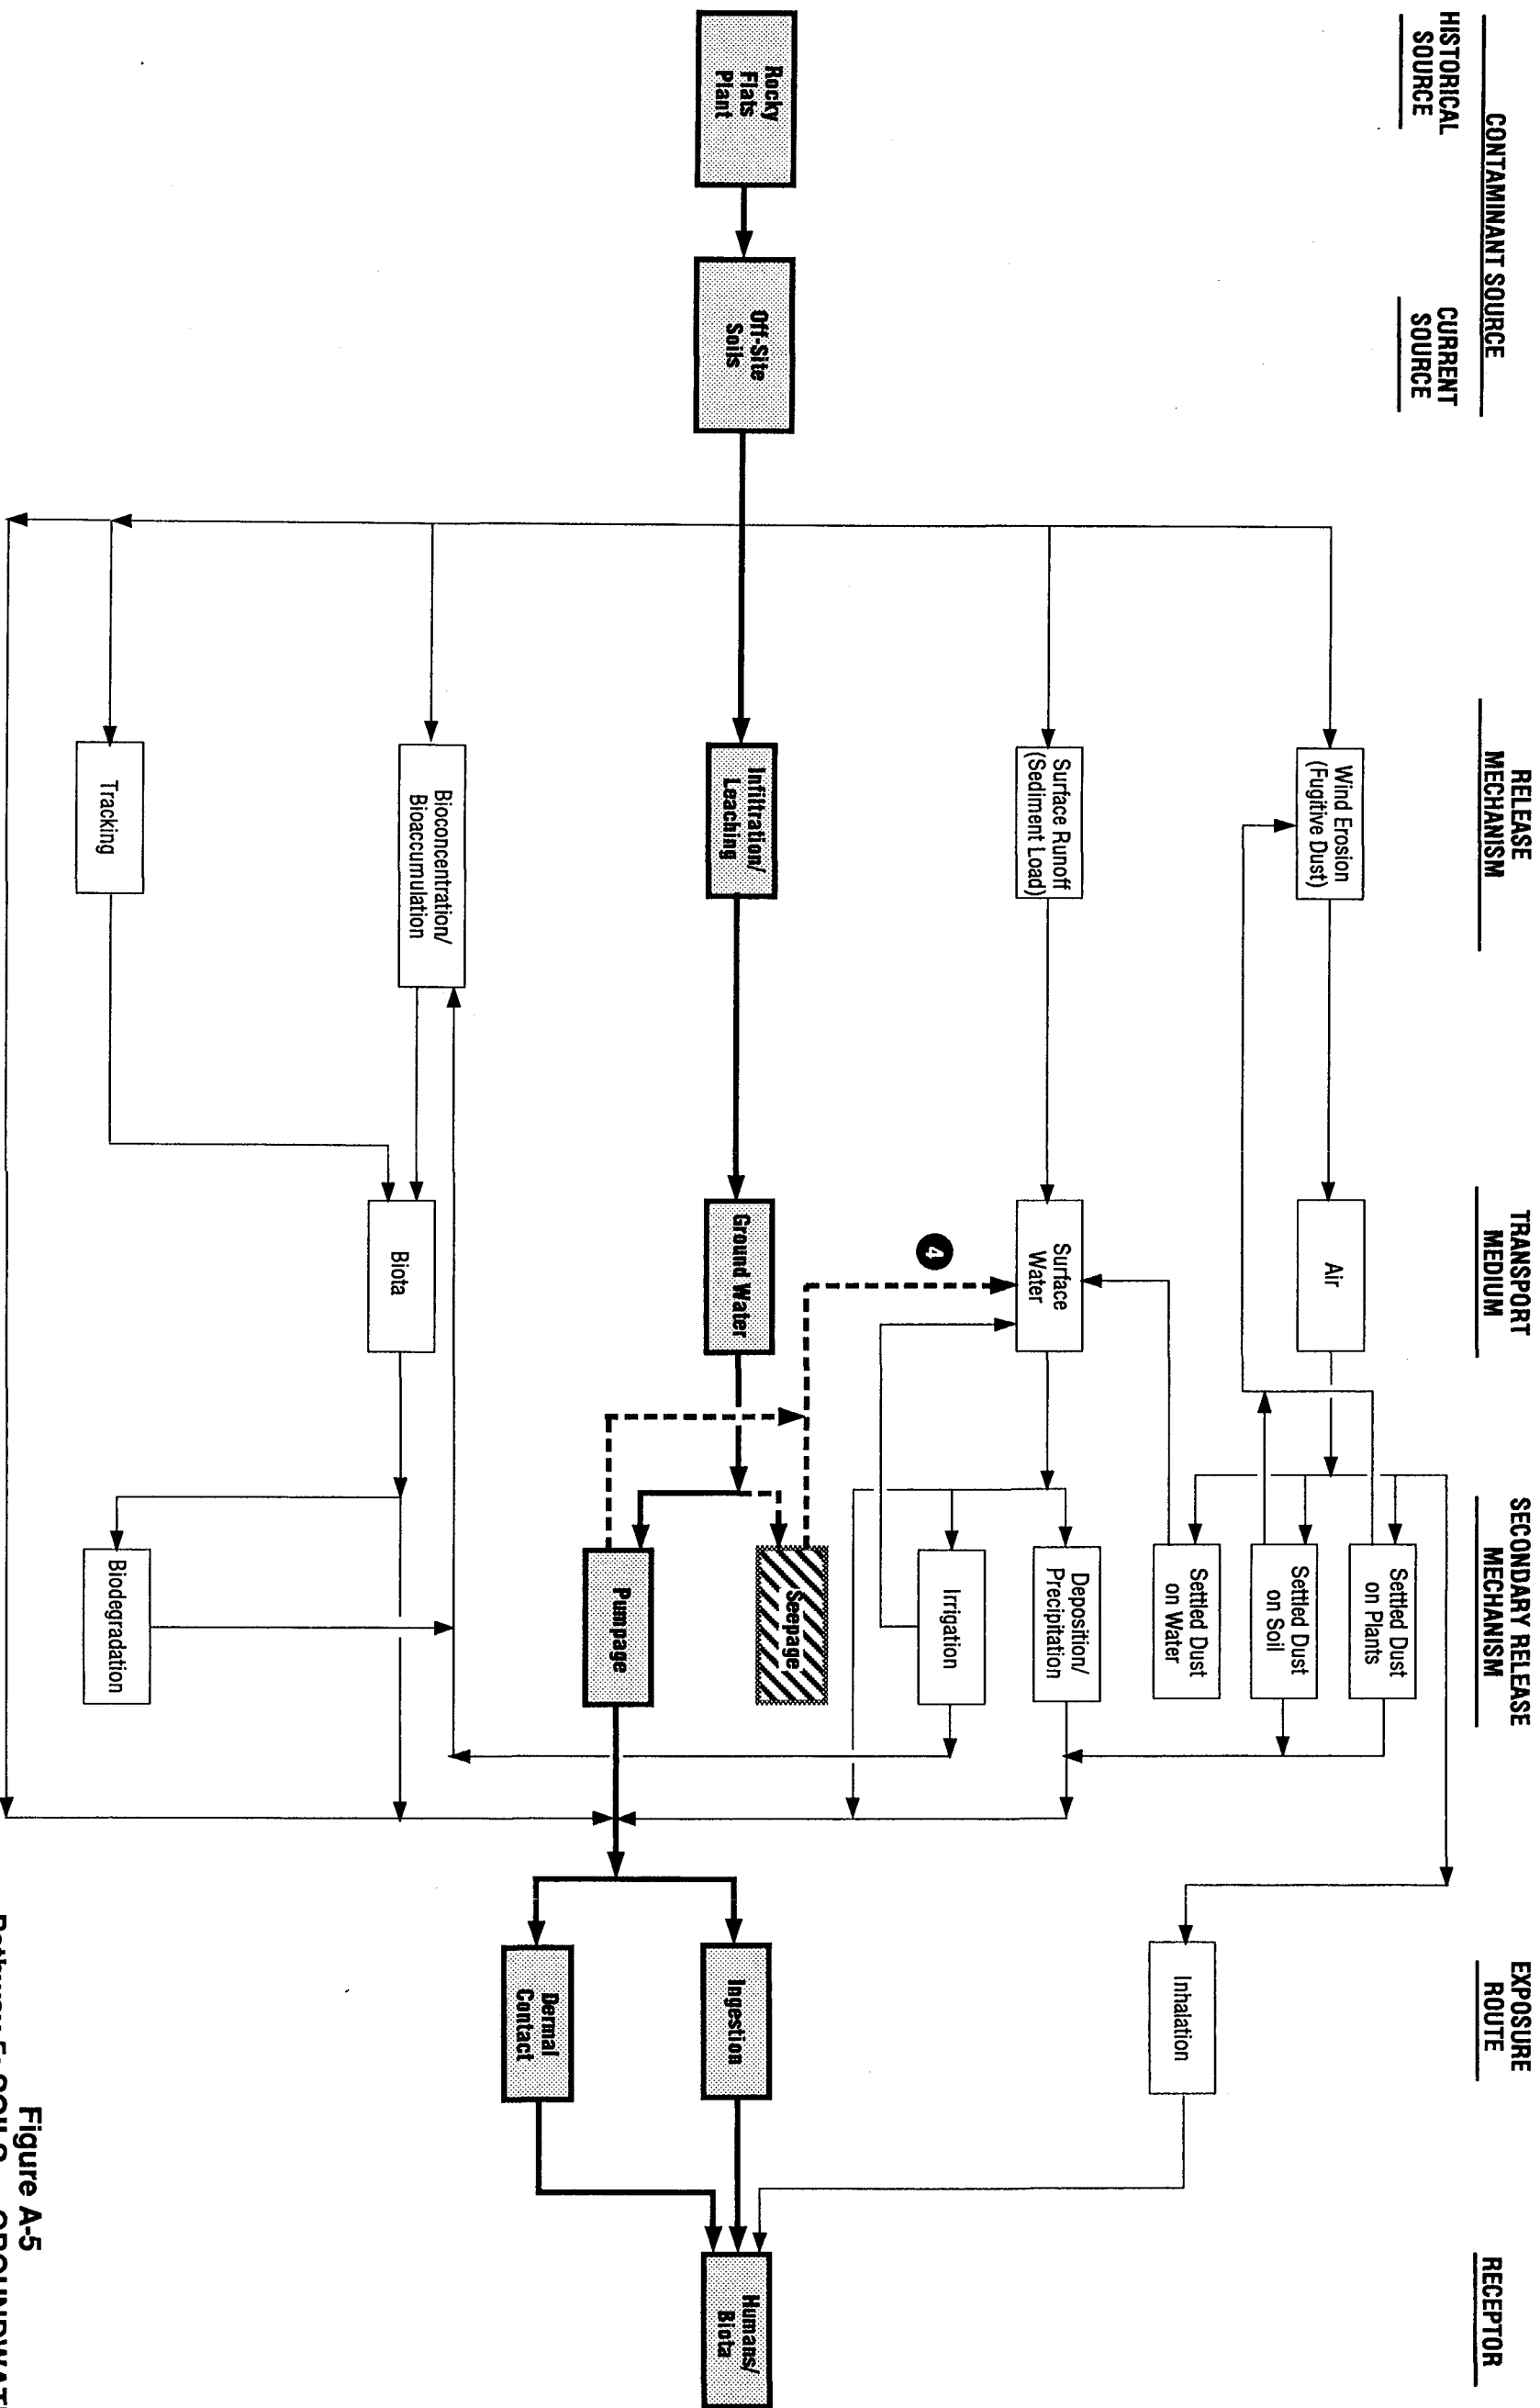 CONTAMINANT SOURCE
HISTORICAL
SOURCE
CURRENT
SOURCE
RELEASE
MECHANISM
TRANSPORT
MEDIUM
SECONDARY RELEASE
MECHANISM
EXPOSURE
ROUTE
RECEPTOR
Rocky
Flats
Plant
Off-Site
Soils
Wind Erosion
(Fugitive Dust)
Surface Runoff
(Sediment Load)
Infiltration/
Leaching
Bioconcentration/
Bioaccumulation
Tracking
Air
Surface
Water
4
Ground Water
Biota
Settled Dust
on Plants
Settled Dust
on Soil
Settled Dust
on Water
Deposition/
Precipitation
Irrigation
Seepage
Pumpage
Biodegradation
Inhalation
Ingestion
Dermal
Contact
Humans/
Biota
Figure A-5